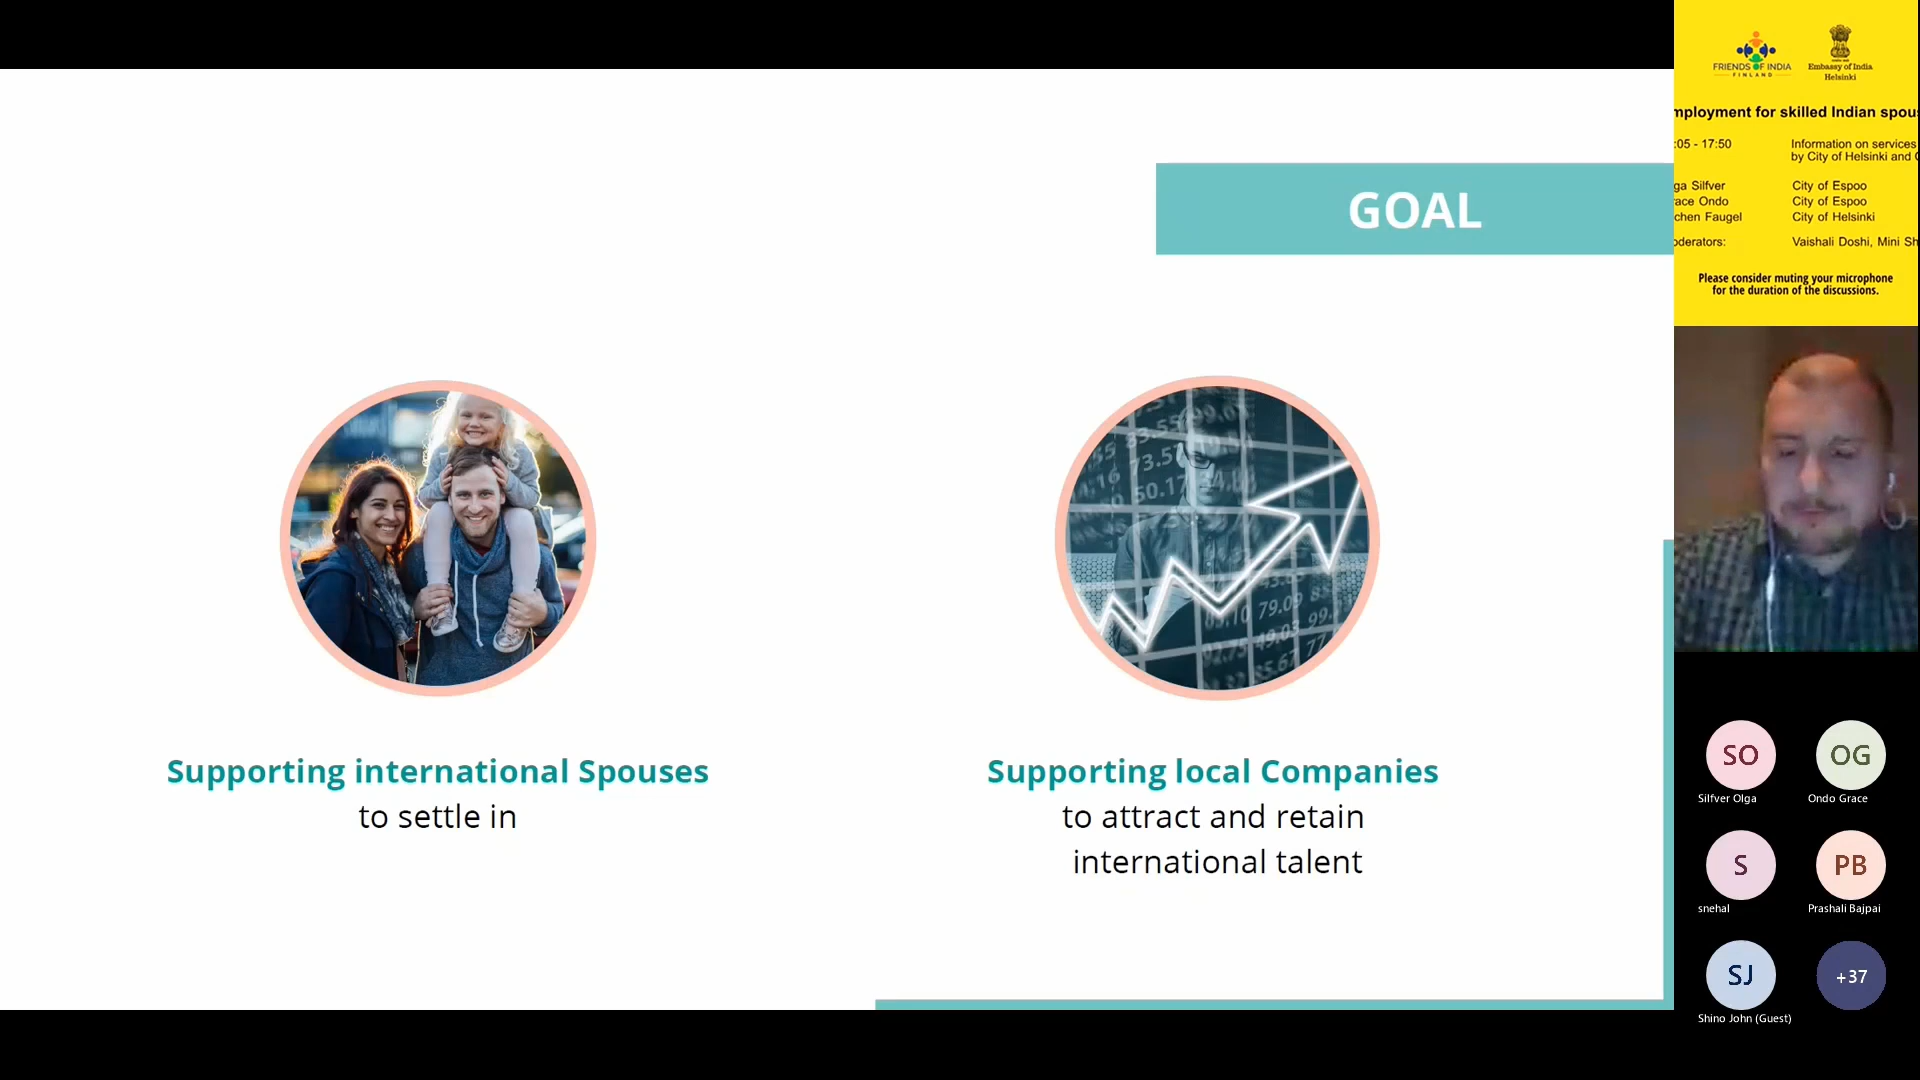 GOAL
Supporting international Spouses
to settle in
Supporting local Companies
to attract and retain
international talent
FRIENDS OF INDIA
FINLAND
Embassy of India
Helsinki
mployment for skilled Indian spou
:05 - 17:50
Information on services
by City of Helsinki and
ga Silfver City of Espoo
ace Ondo City of Espoo
chen Faugel City of Helsinki
oderators: Vaishali Doshi, Mini Sh
Please consider muting your microphone
for the duration of the discussions.
SO
Silfver Olga
OG
Ondo Grace
S
snehal
PB
Prashali Bajpai
SJ
Shino John (Guest)
+37